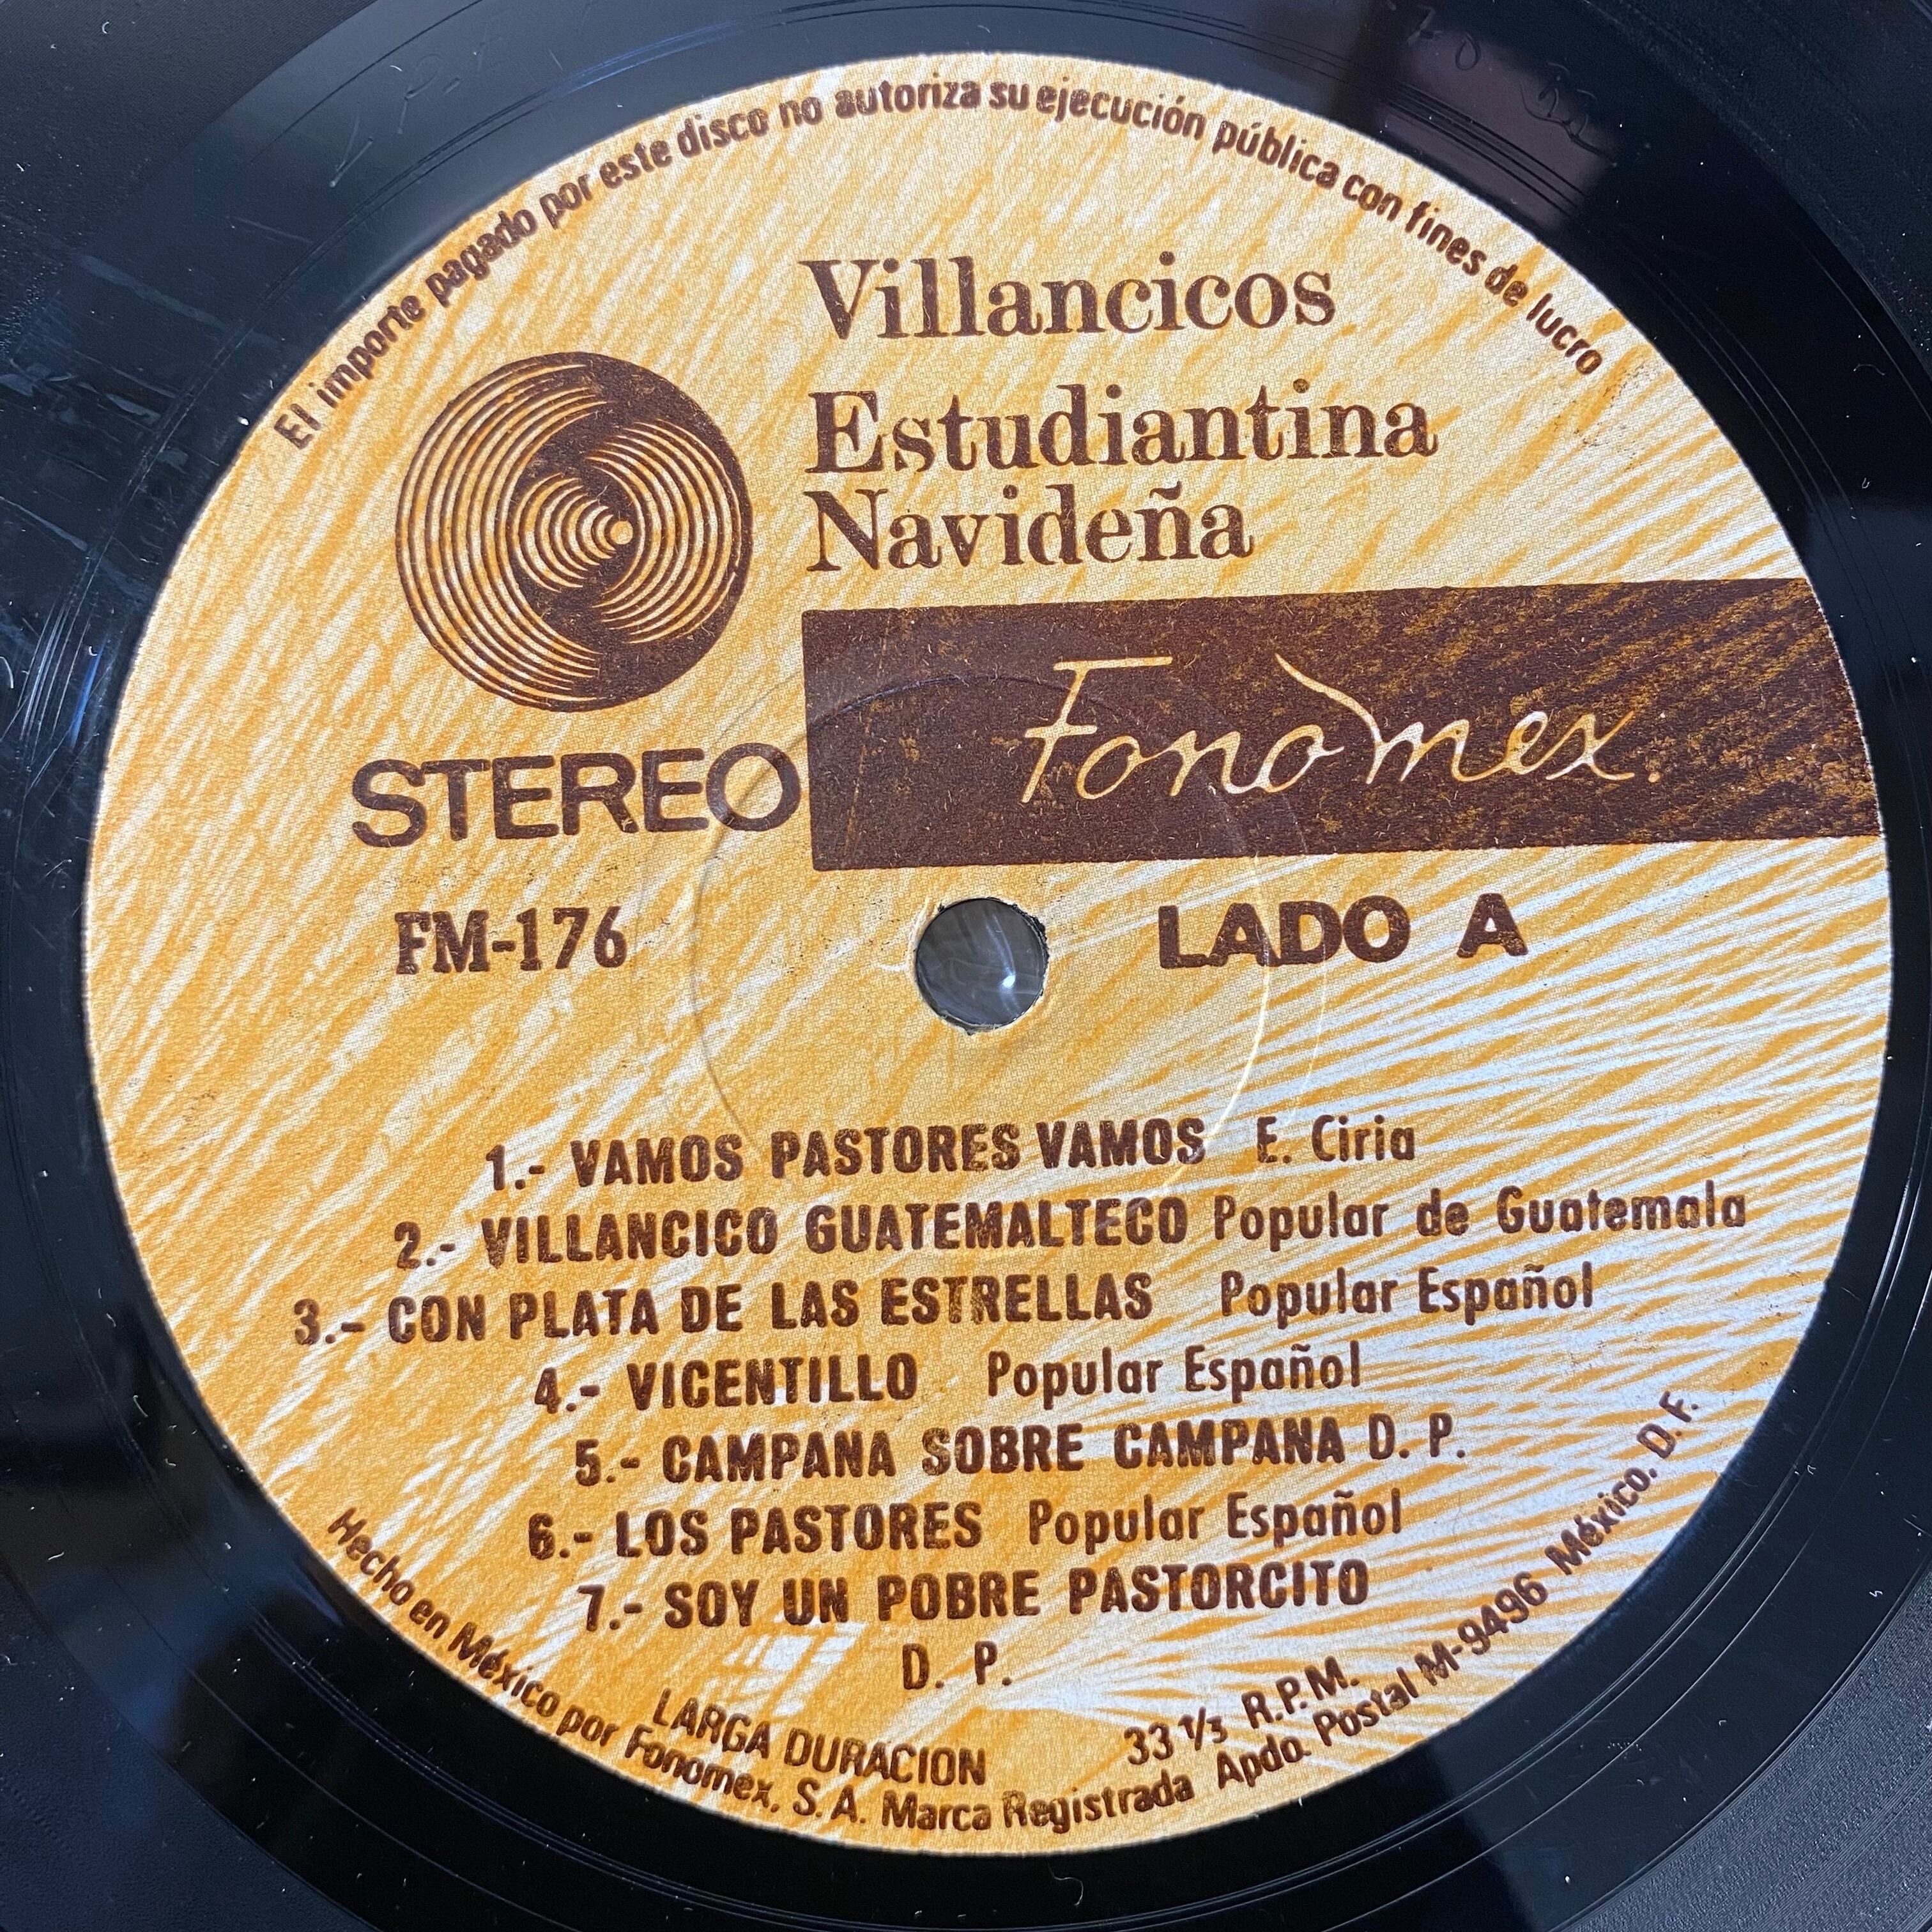 El importe pagado por este disco no autoriza su ejecución pública con fines de lucro
Villancicos
Estudiantina
Navideña
Fonomex.
STEREO
FM-176
LADO A
1.- VAMOS PASTORES VAMOS E. Ciria
2.- VILLANCICO GUATEMALTECO Popular de Guatemala
3.- CON PLATA DE LAS ESTRELLAS Popular Español
4.- VICENTILLO Popular Español
5.- CAMPANA SOBRE CAMPANA D. P.
6.- LOS PASTORES Popular Español
7.- SOY UN POBRE PASTORCITO
D. P.
LARGA DURACION 33 1/3 R.P.M.
Hecho en México por Fonomex, S.A. Marca Registrada Apdo. Postal M-9496 México. D.F.